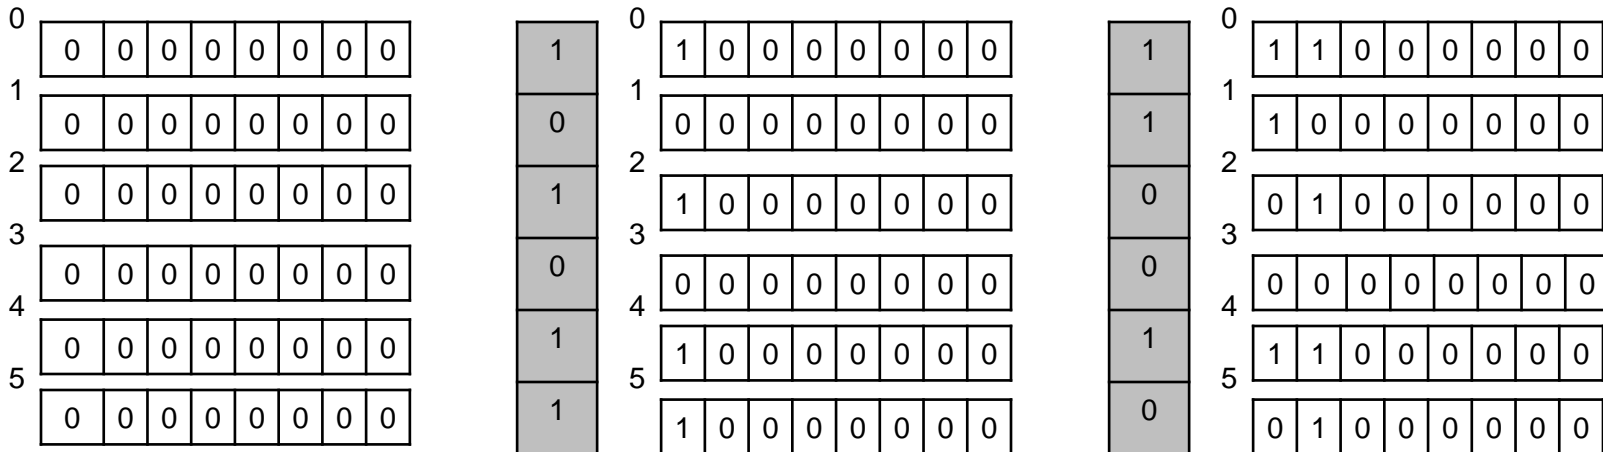 0 0 0
0 0 0 0 0 0 0 0 1 1 0 0 0 0 0 0 0 1 1 1 0 0 0 0 0 0
1 1 1
0 0 0 0 0 0 0 0 0 0 0 0 0 0 0 0 0 1 1 0 0 0 0 0 0 0
2 2 2
0 0 0 0 0 0 0 0 1 1 0 0 0 0 0 0 0 0 0 1 0 0 0 0 0 0
3 3 3
0 0 0 0 0 0 0 0 0 0 0 0 0 0 0 0 0 0 0 0 0 0 0 0 0 0
4 4 4
0 0 0 0 0 0 0 0 1 1 0 0 0 0 0 0 0 1 1 1 0 0 0 0 0 0
5 5 5
0 0 0 0 0 0 0 0 1 1 0 0 0 0 0 0 0 0 0 1 0 0 0 0 0 0